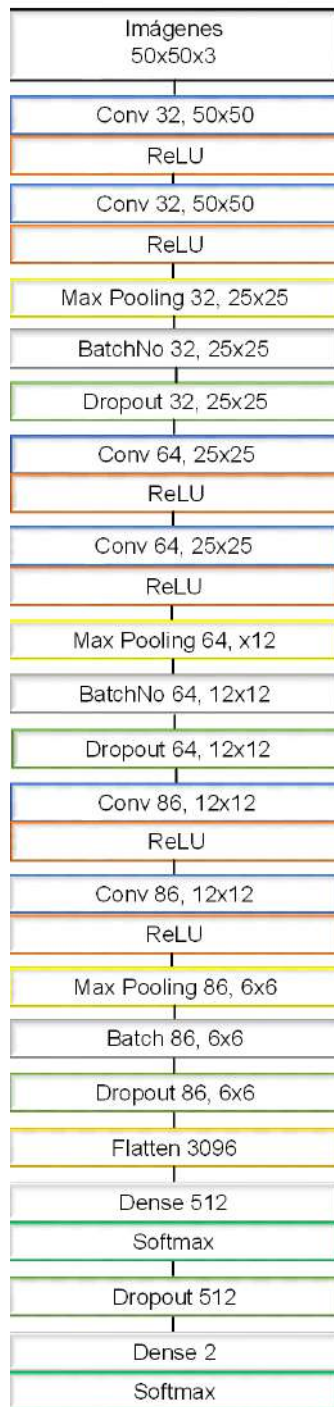 Imágenes
50x50x3
Conv 32, 50x50
ReLU
Conv 32, 50x50
ReLU
Max Pooling 32, 25x25
BatchNo 32, 25x25
Dropout 32, 25x25
Conv 64, 25x25
ReLU
Conv 64, 25x25
ReLU
Max Pooling 64, x12
BatchNo 64, 12x12
Dropout 64, 12x12
Conv 86, 12x12
ReLU
Conv 86, 12x12
ReLU
Max Pooling 86, 6x6
Batch 86, 6x6
Dropout 86, 6x6
Flatten 3096
Dense 512
Softmax
Dropout 512
Dense 2
Softmax